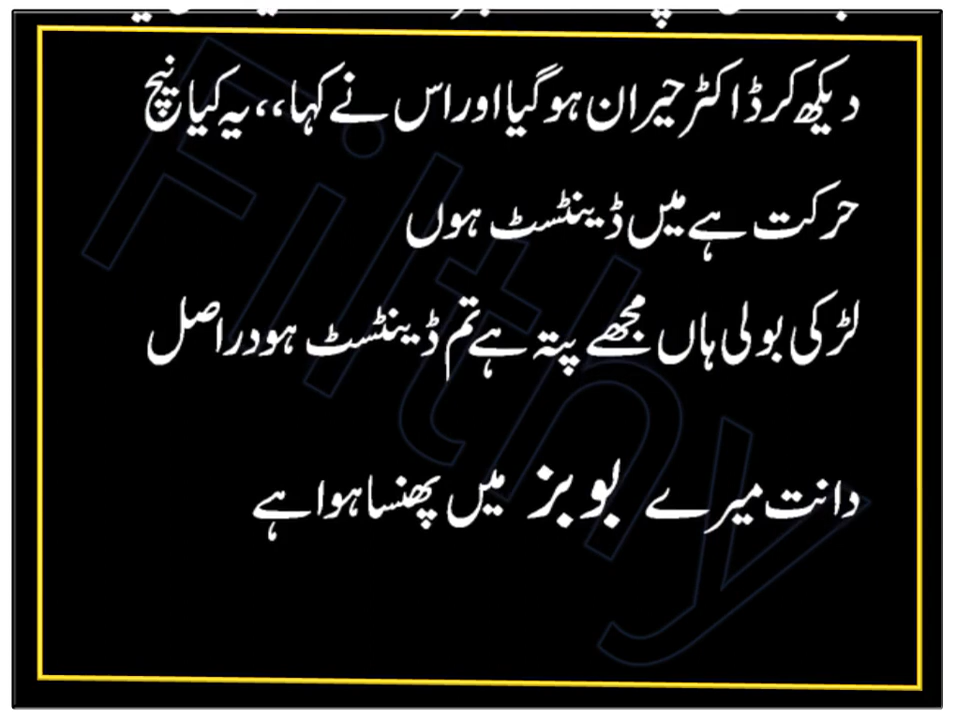 دیکھ کر ڈاکٹر حیران ہو گیا اور اس نے کہا،،یہ کیا نیچ
حرکت ہے میں ڈینٹسٹ ہوں
لڑکی بولی ہاں مجھے پتہ ہے تم ڈینٹسٹ ہو دراصل
دانت میرے بوبز میں پھنسا ہوا ہے
Filthy